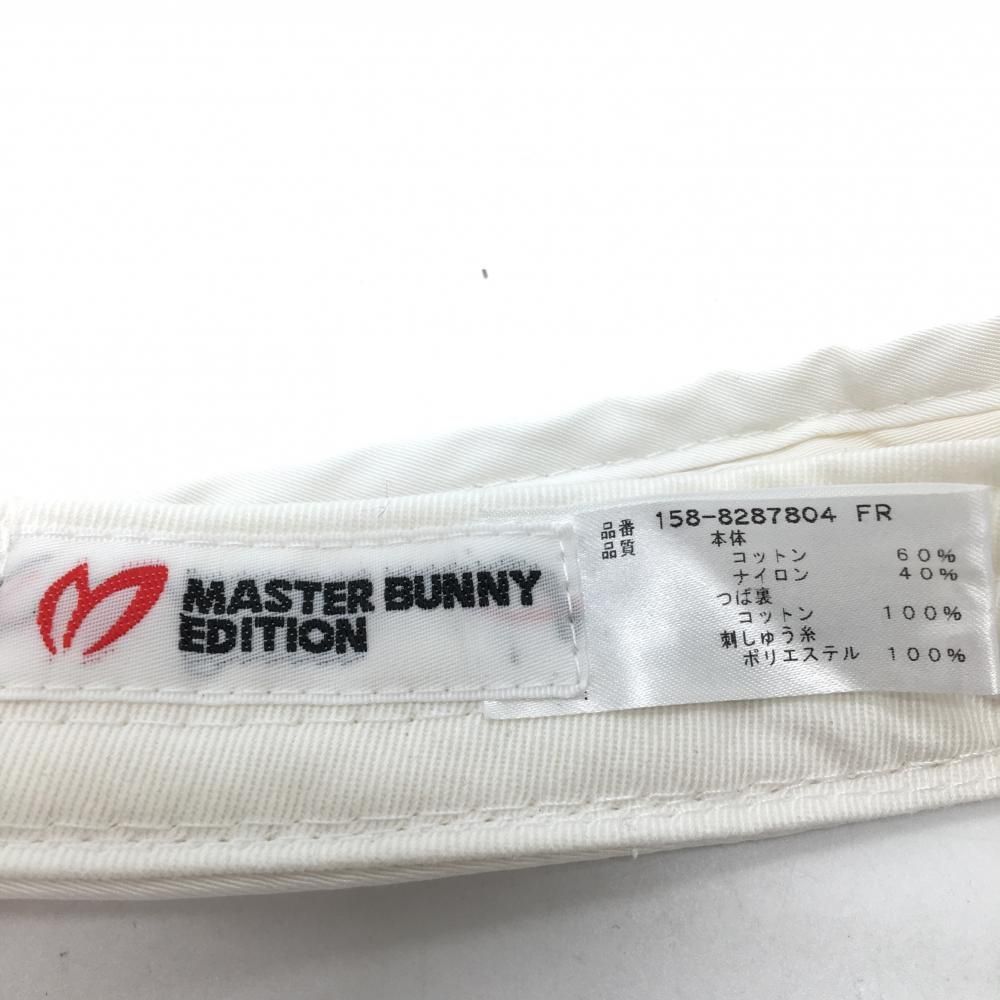 MASTER BUNNY
EDITION
品番 158-8287804 FR
品質 本体
コットン 60%
ナイロン 40%
つば裏
コットン 100%
刺しゅう糸
ポリエステル 100%